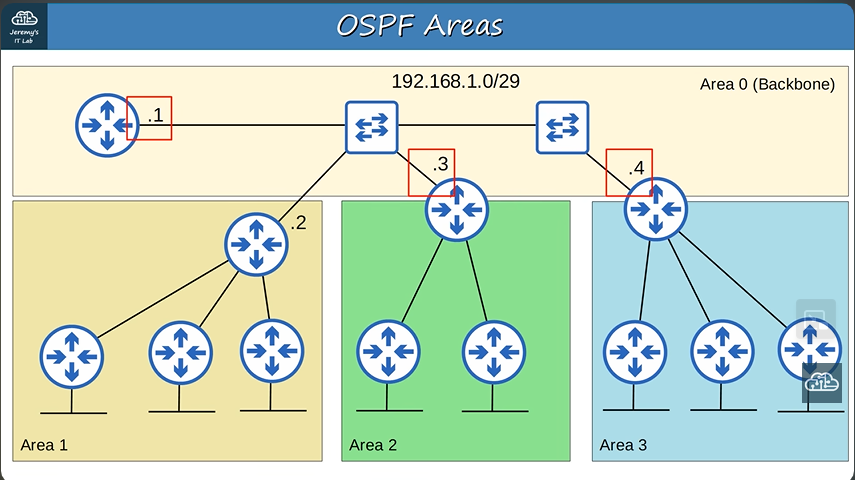 Jeremy's
IT Lab
OSPF Areas
192.168.1.0/29
Area 0 (Backbone)
.1
.3
.4
.2
Area 1
Area 2
Area 3